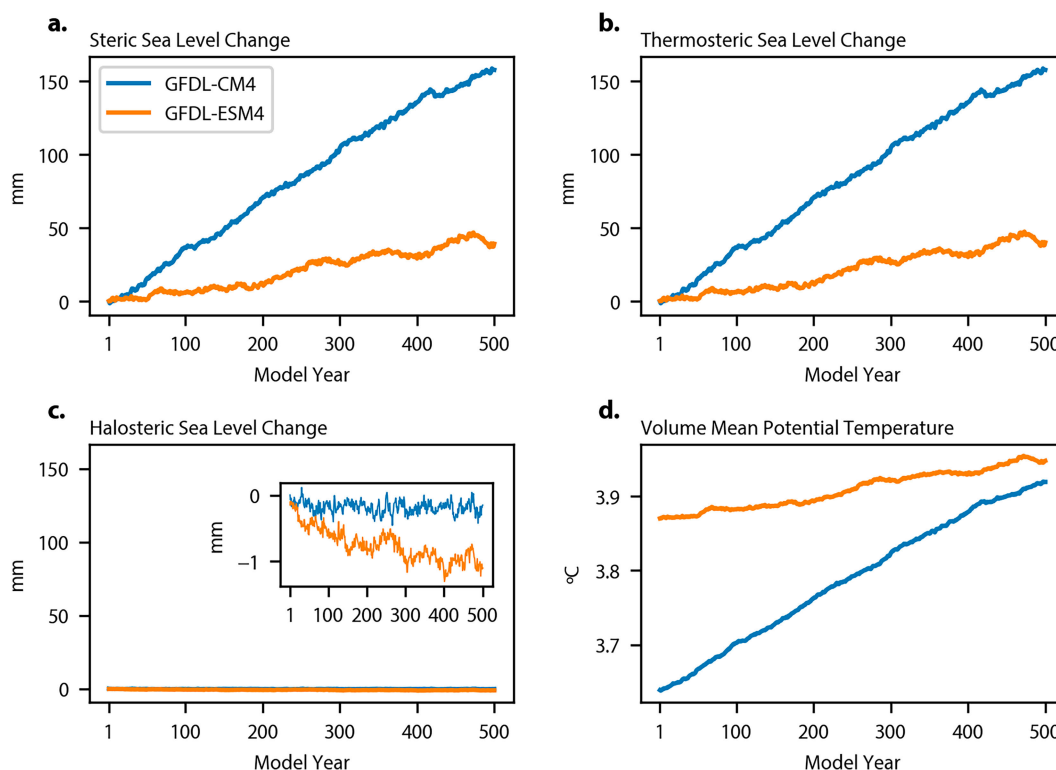 a.
Steric Sea Level Change
GFDL-CM4
GFDL-ESM4
150
100
50
0
mm
1 100 200 300 400 500
Model Year
b.
Thermosteric Sea Level Change
150
100
50
0
mm
1 100 200 300 400 500
Model Year
c.
Halosteric Sea Level Change
150
100
50
0
mm
0
−1
mm
1 100 200 300 400 500
1 100 200 300 400 500
Model Year
d.
Volume Mean Potential Temperature
3.9
3.8
3.7
ºC
1 100 200 300 400 500
Model Year